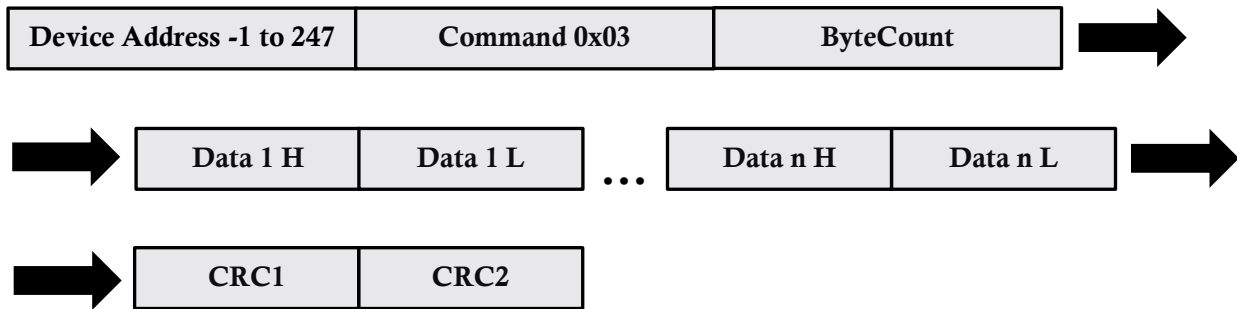 Device Address -1 to 247 Command 0x03 ByteCount
Data 1 H Data 1 L ... Data n H Data n L
CRC1 CRC2